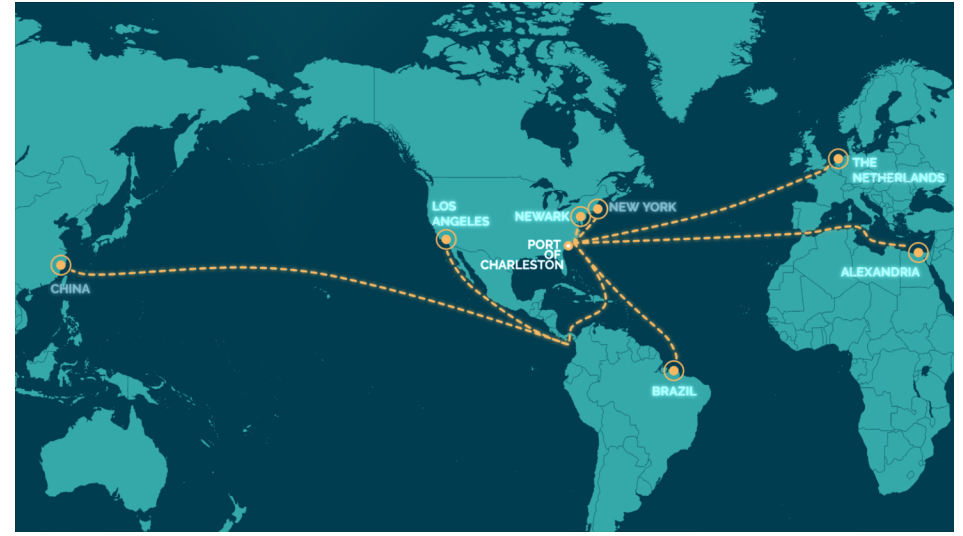 THE
NETHERLANDS
LOS
ANGELES
NEWARK
NEW YORK
PORT
OF
CHARLESTON
ALEXANDRIA
CHINA
BRAZIL